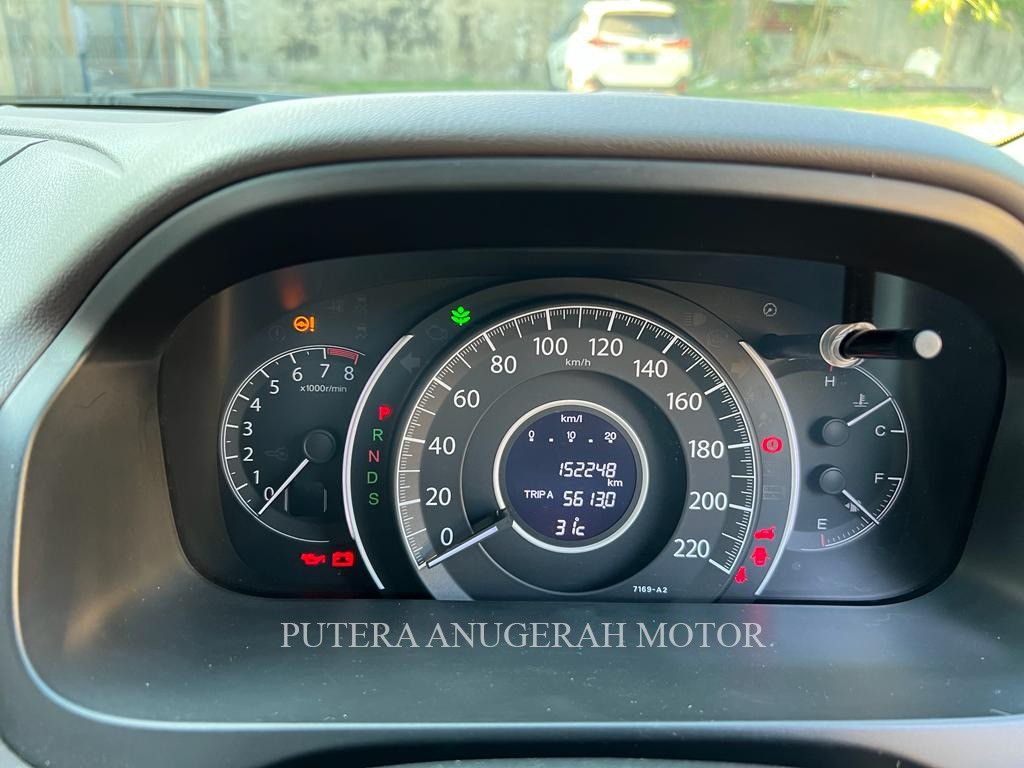 x1000r/min
0 1 2 3 4 5 6 7 8
P
R
N
D
S
km/h
0 20 40 60 80 100 120 140 160 180 200 220
km/l
0 . 10 . 20
152248
km
TRIP A 5613.0
31°c
H
C
F
E
7169-A2
PUTERA ANUGERAH MOTOR.